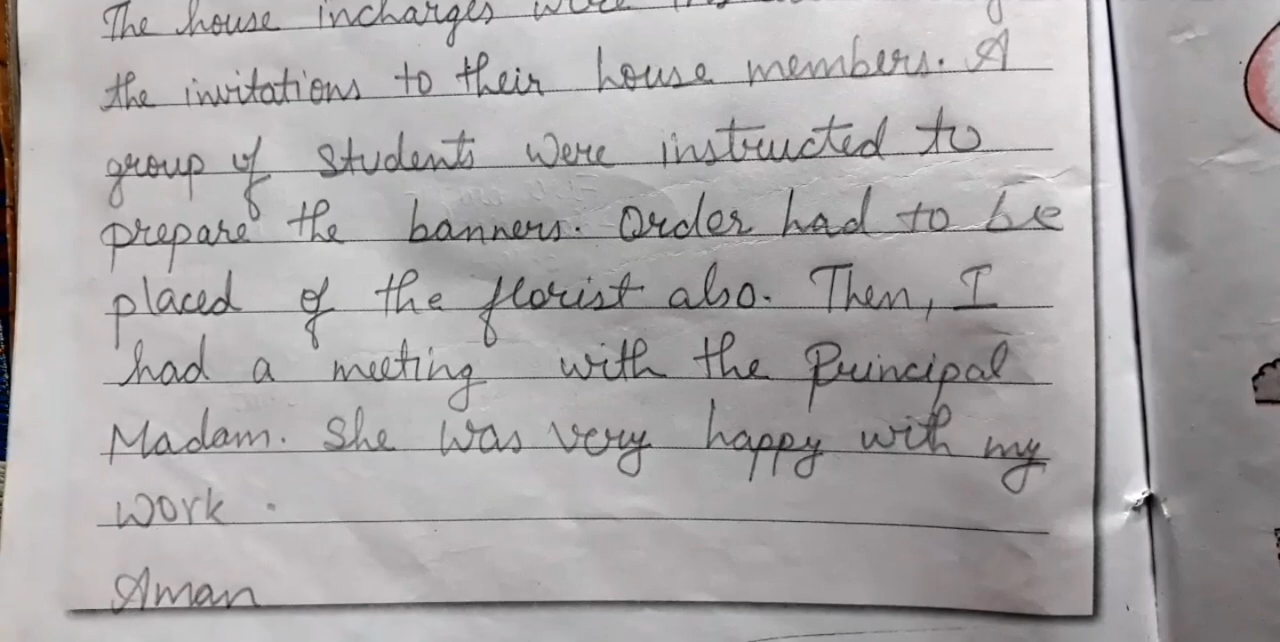 The house incharges were
the invitations to their house members. A
group of students were instructed to
prepare the banners. Order had to be
placed of the florist also. Then, I
had a meeting with the Principal
Madam. She was very happy with my
work.
Aman